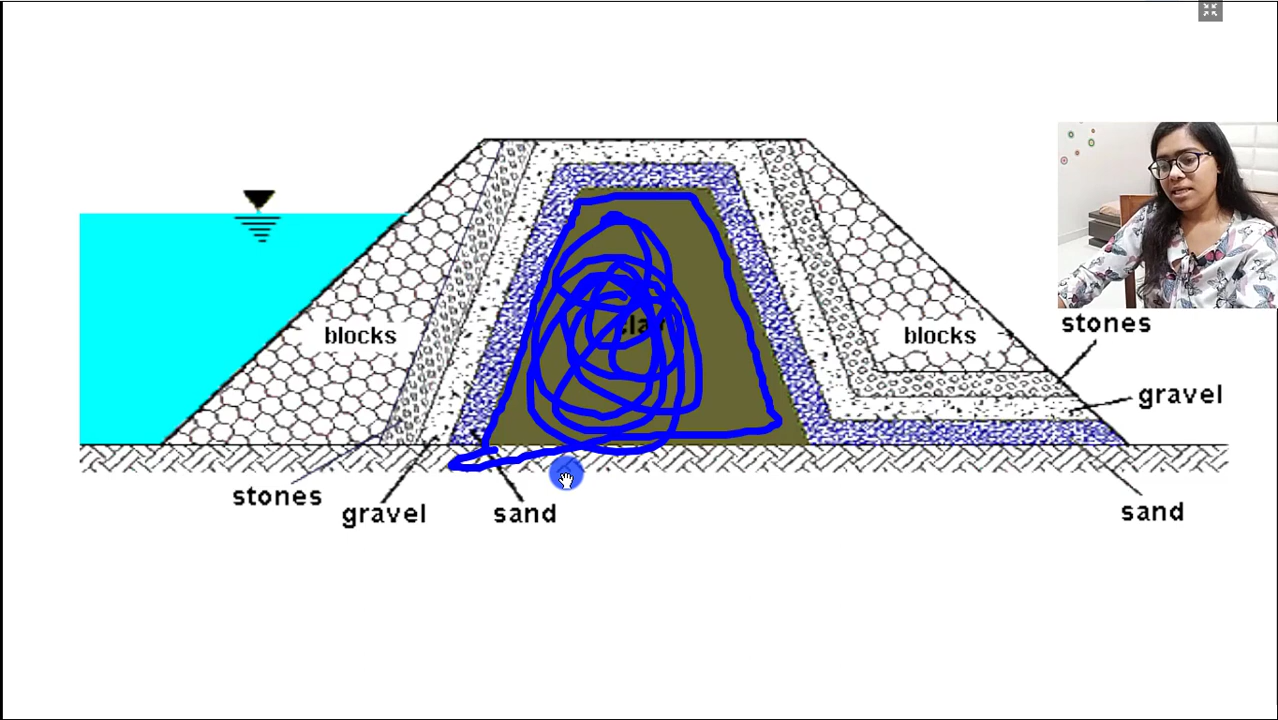 blocks
blocks
stones
gravel
stones
gravel
sand
sand